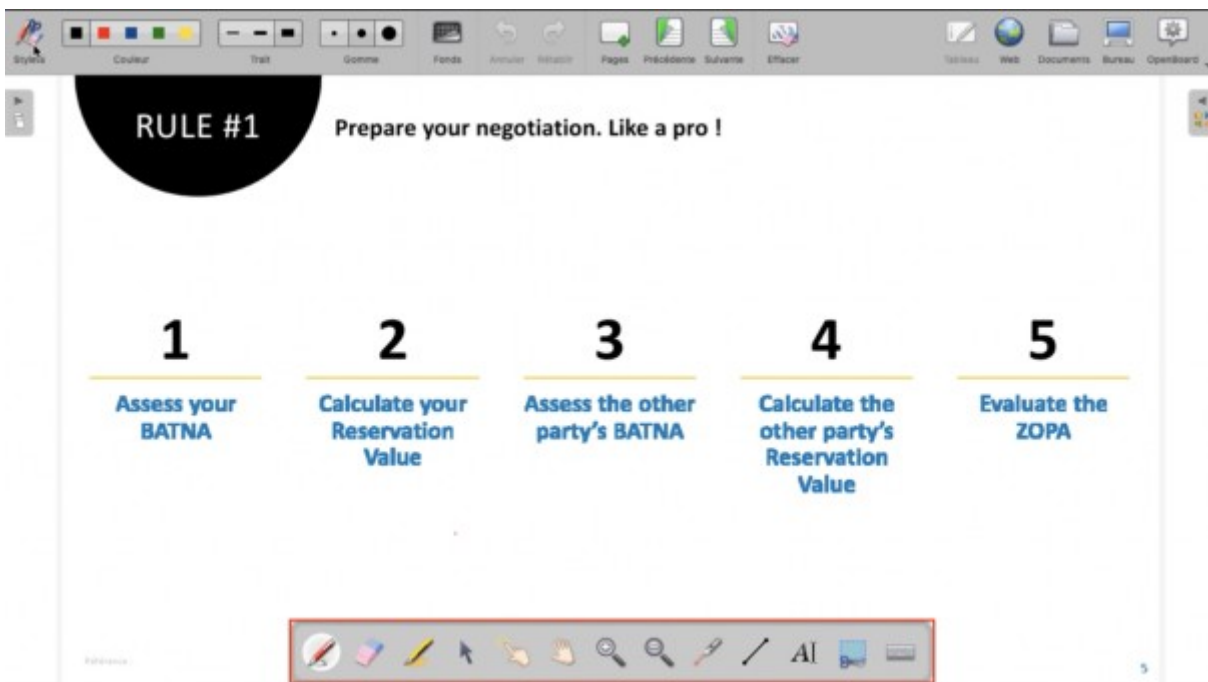 Stylets
Couleur
Trait
Gomme
Fonds
Annuler
Rétablir
Pages
Précédente
Suivante
Effacer
Tableau
Web
Documents
Bureau
OpenBoard
RULE #1
Prepare your negotiation. Like a pro !
1
Assess your
BATNA
2
Calculate your
Reservation
Value
3
Assess the other
party's BATNA
4
Calculate the
other party's
Reservation
Value
5
Evaluate the
ZOPA
AI
5